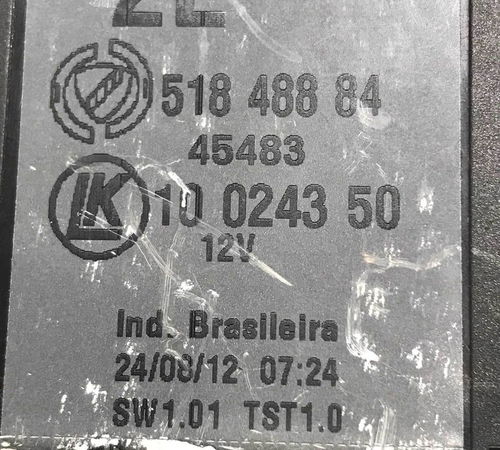 518 488 84
45483
LK 10 0243 50
12V
Ind. Brasileira
24/08/12 07:24
SW1.01 TST1.0